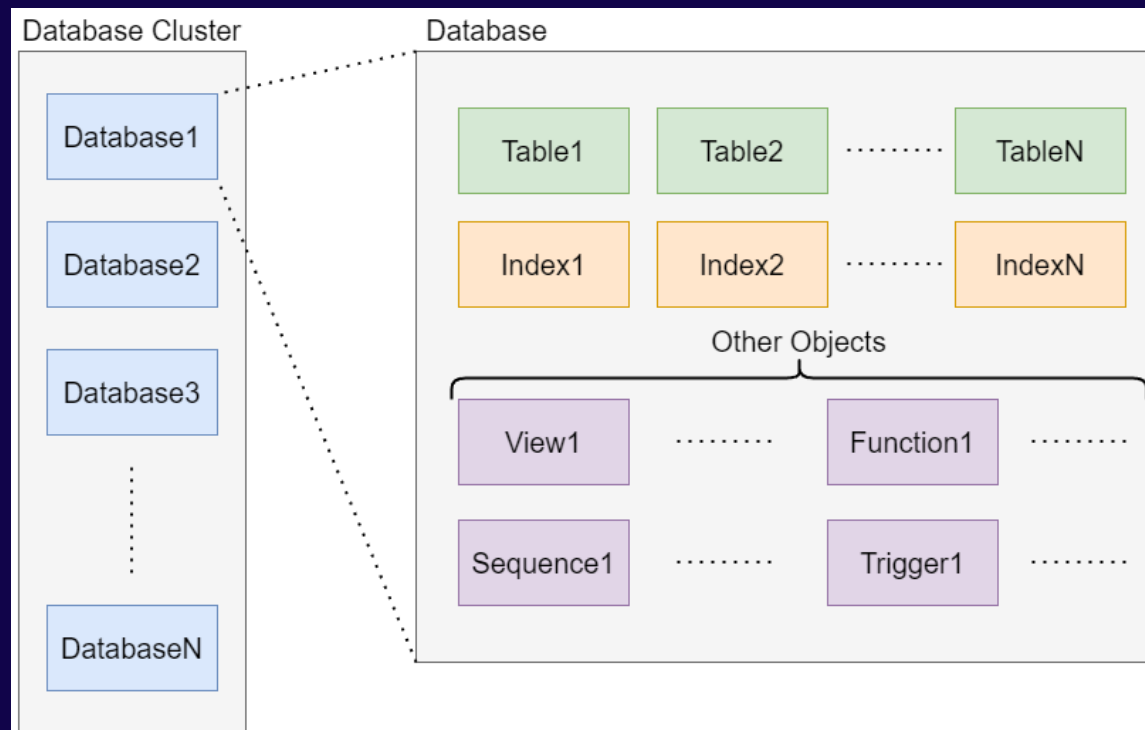 Database Cluster
Database
Database1
Database2
Database3
DatabaseN
Table1 Table2 TableN
Index1 Index2 IndexN
Other Objects
View1 Function1
Sequence1 Trigger1